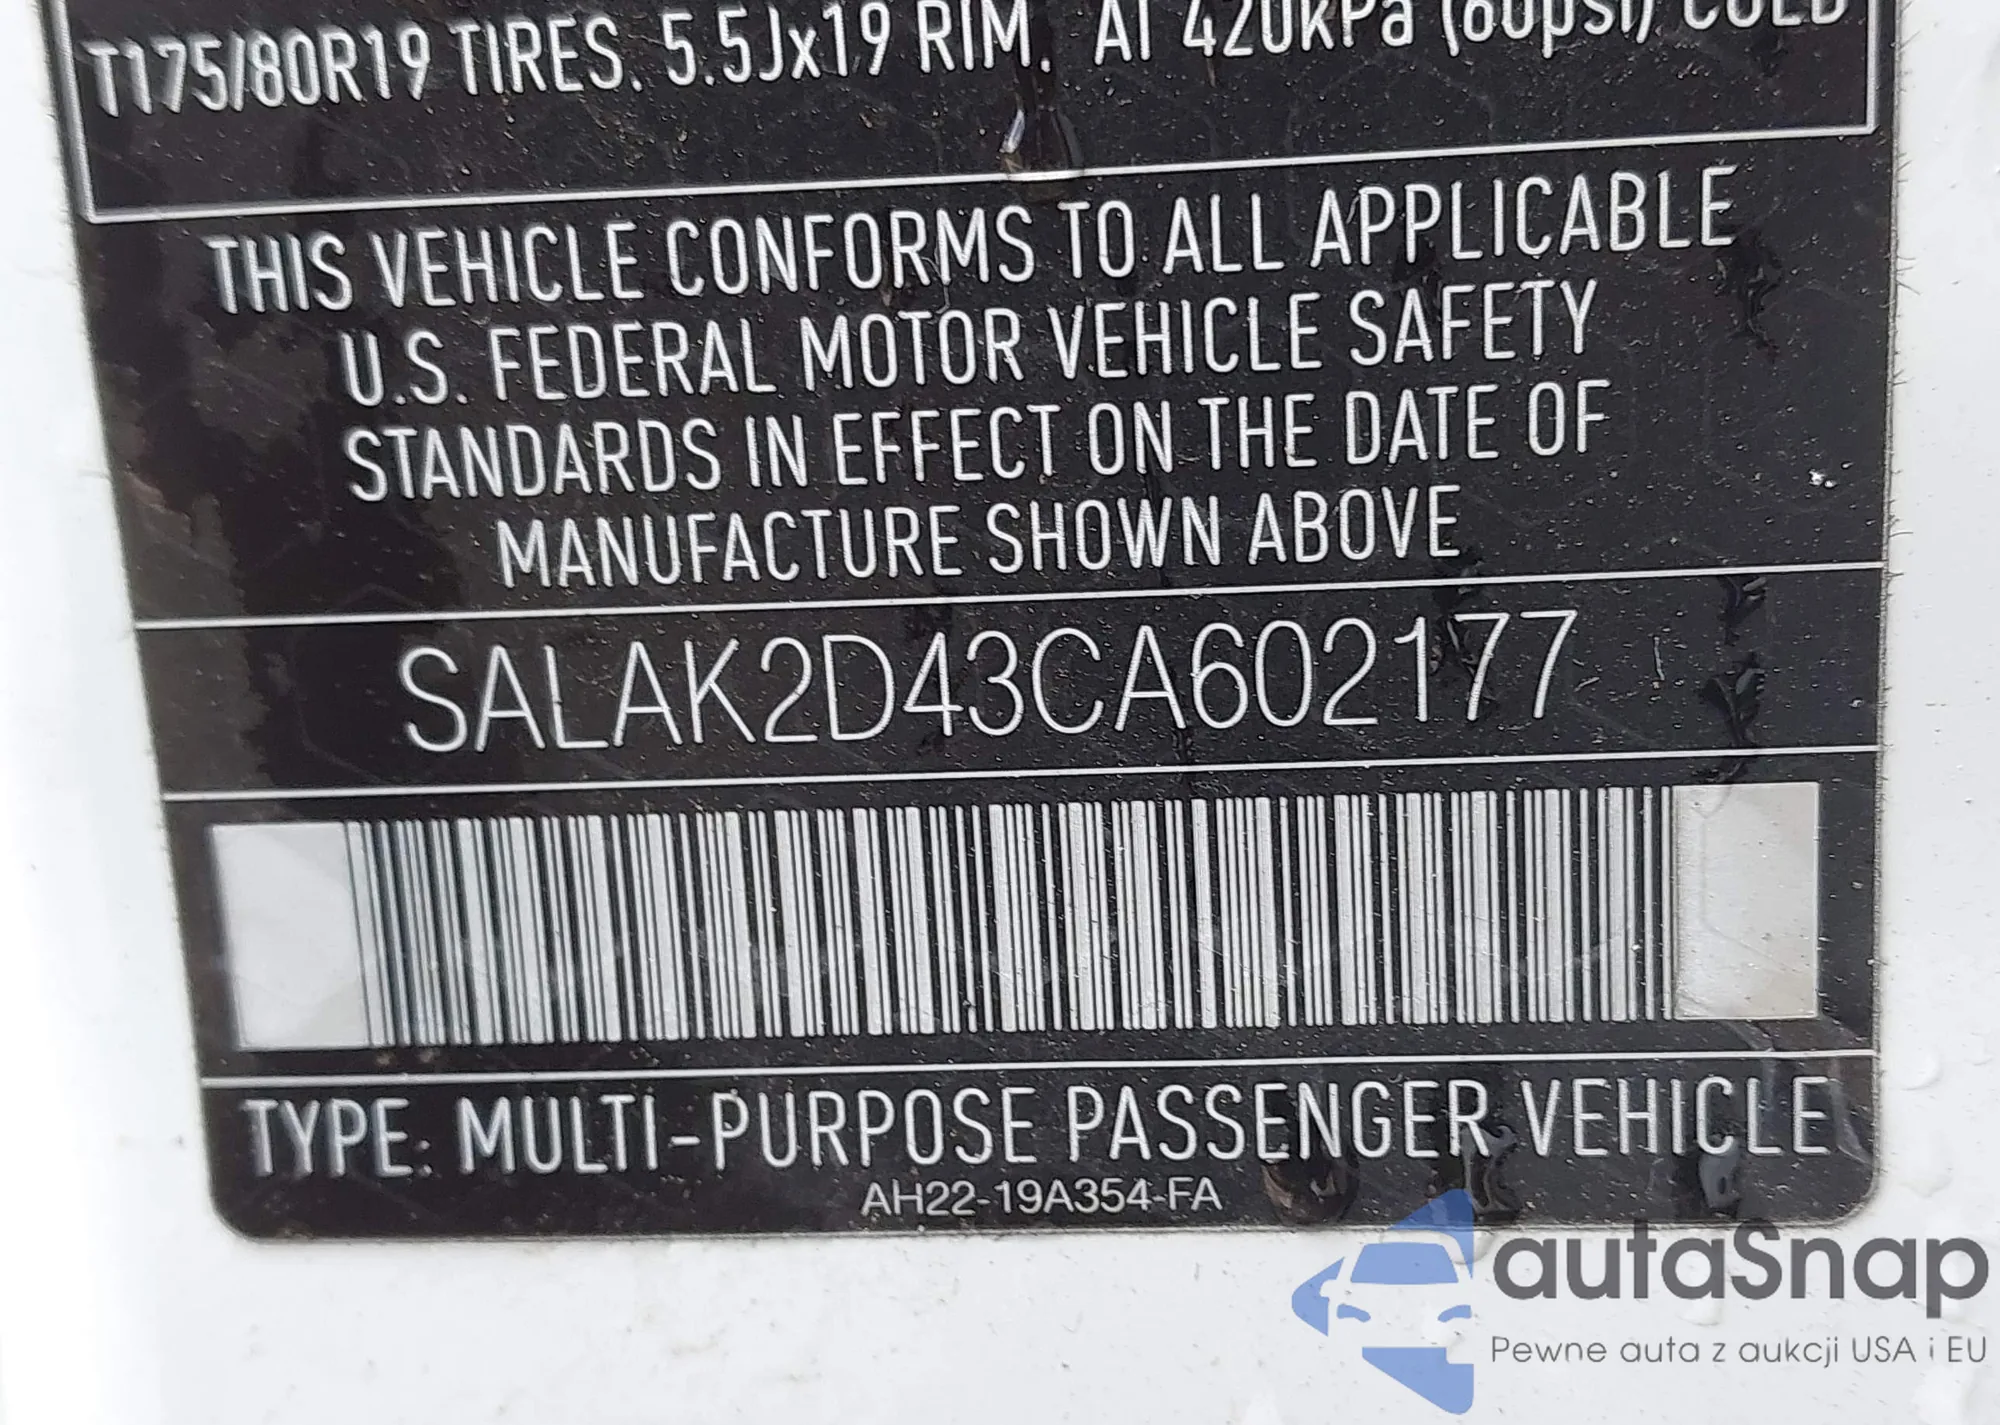 T175/80R19 TIRES. 5.5Jx19 RIM. AT 420kPa (60psi) COLD
THIS VEHICLE CONFORMS TO ALL APPLICABLE
U.S. FEDERAL MOTOR VEHICLE SAFETY
STANDARDS IN EFFECT ON THE DATE OF
MANUFACTURE SHOWN ABOVE
SALAK2D43CA602177
TYPE: MULTI-PURPOSE PASSENGER VEHICLE
AH22-19A354-FA
autaSnap
Pewne auta z aukcji USA i EU